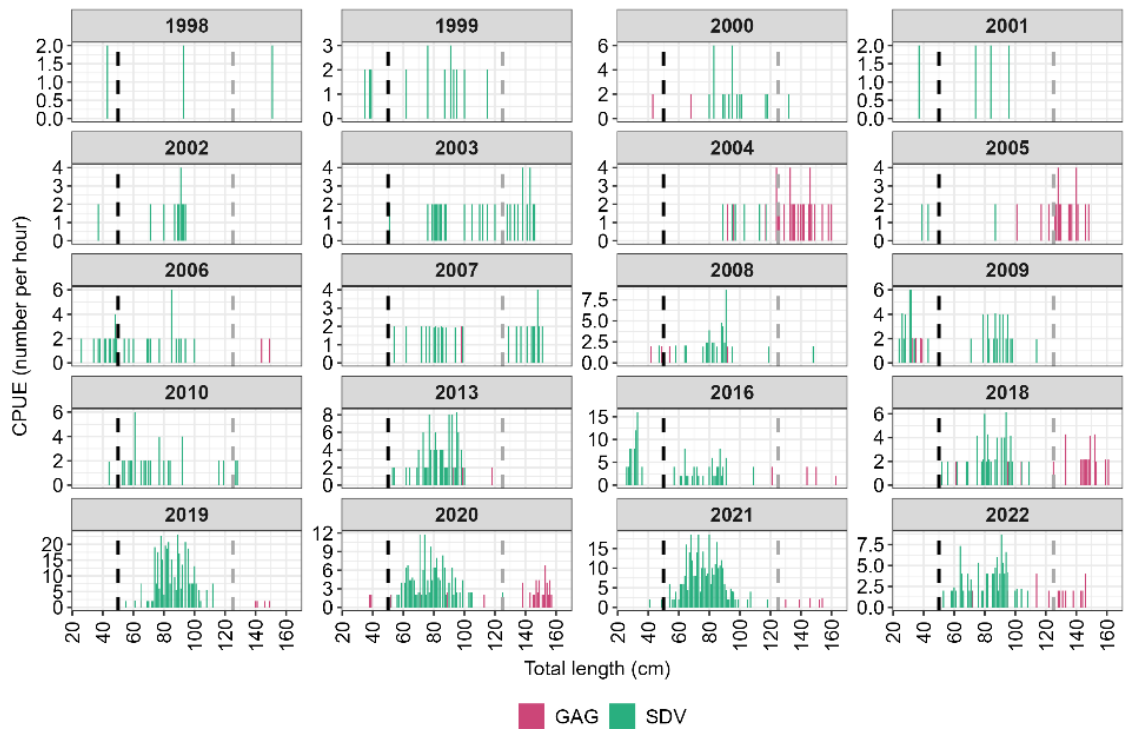 1998 1999 2000 2001
2.0 3 6 2.0
1.5 2 4 1.5
1.0 1.0
0.5 1 2 0.5
0.0 0 0 0.0
2002 2003 2004 2005
4 4 4 4
3 3 3 3
2 2 2 2
1 1 1 1
0 0 0 0
2006 2007 2008 2009
6 4 7.5 6
4 3 5.0 4
2 2 2.5 2
1
0 0 0.0 0
2010 2013 2016 2018
6 8 15 6
4 6 10 4
2 4 5 2
2
0 0 0 0
2019 2020 2021 2022
20 12 15 7.5
15 9 10 5.0
10 6 5 2.5
5 3
0 0 0 0.0
20 40 60 80 100 120 140 160 20 40 60 80 100 120 140 160 20 40 60 80 100 120 140 160 20 40 60 80 100 120 140 160
CPUE (number per hour)
Total length (cm)
GAG SDV